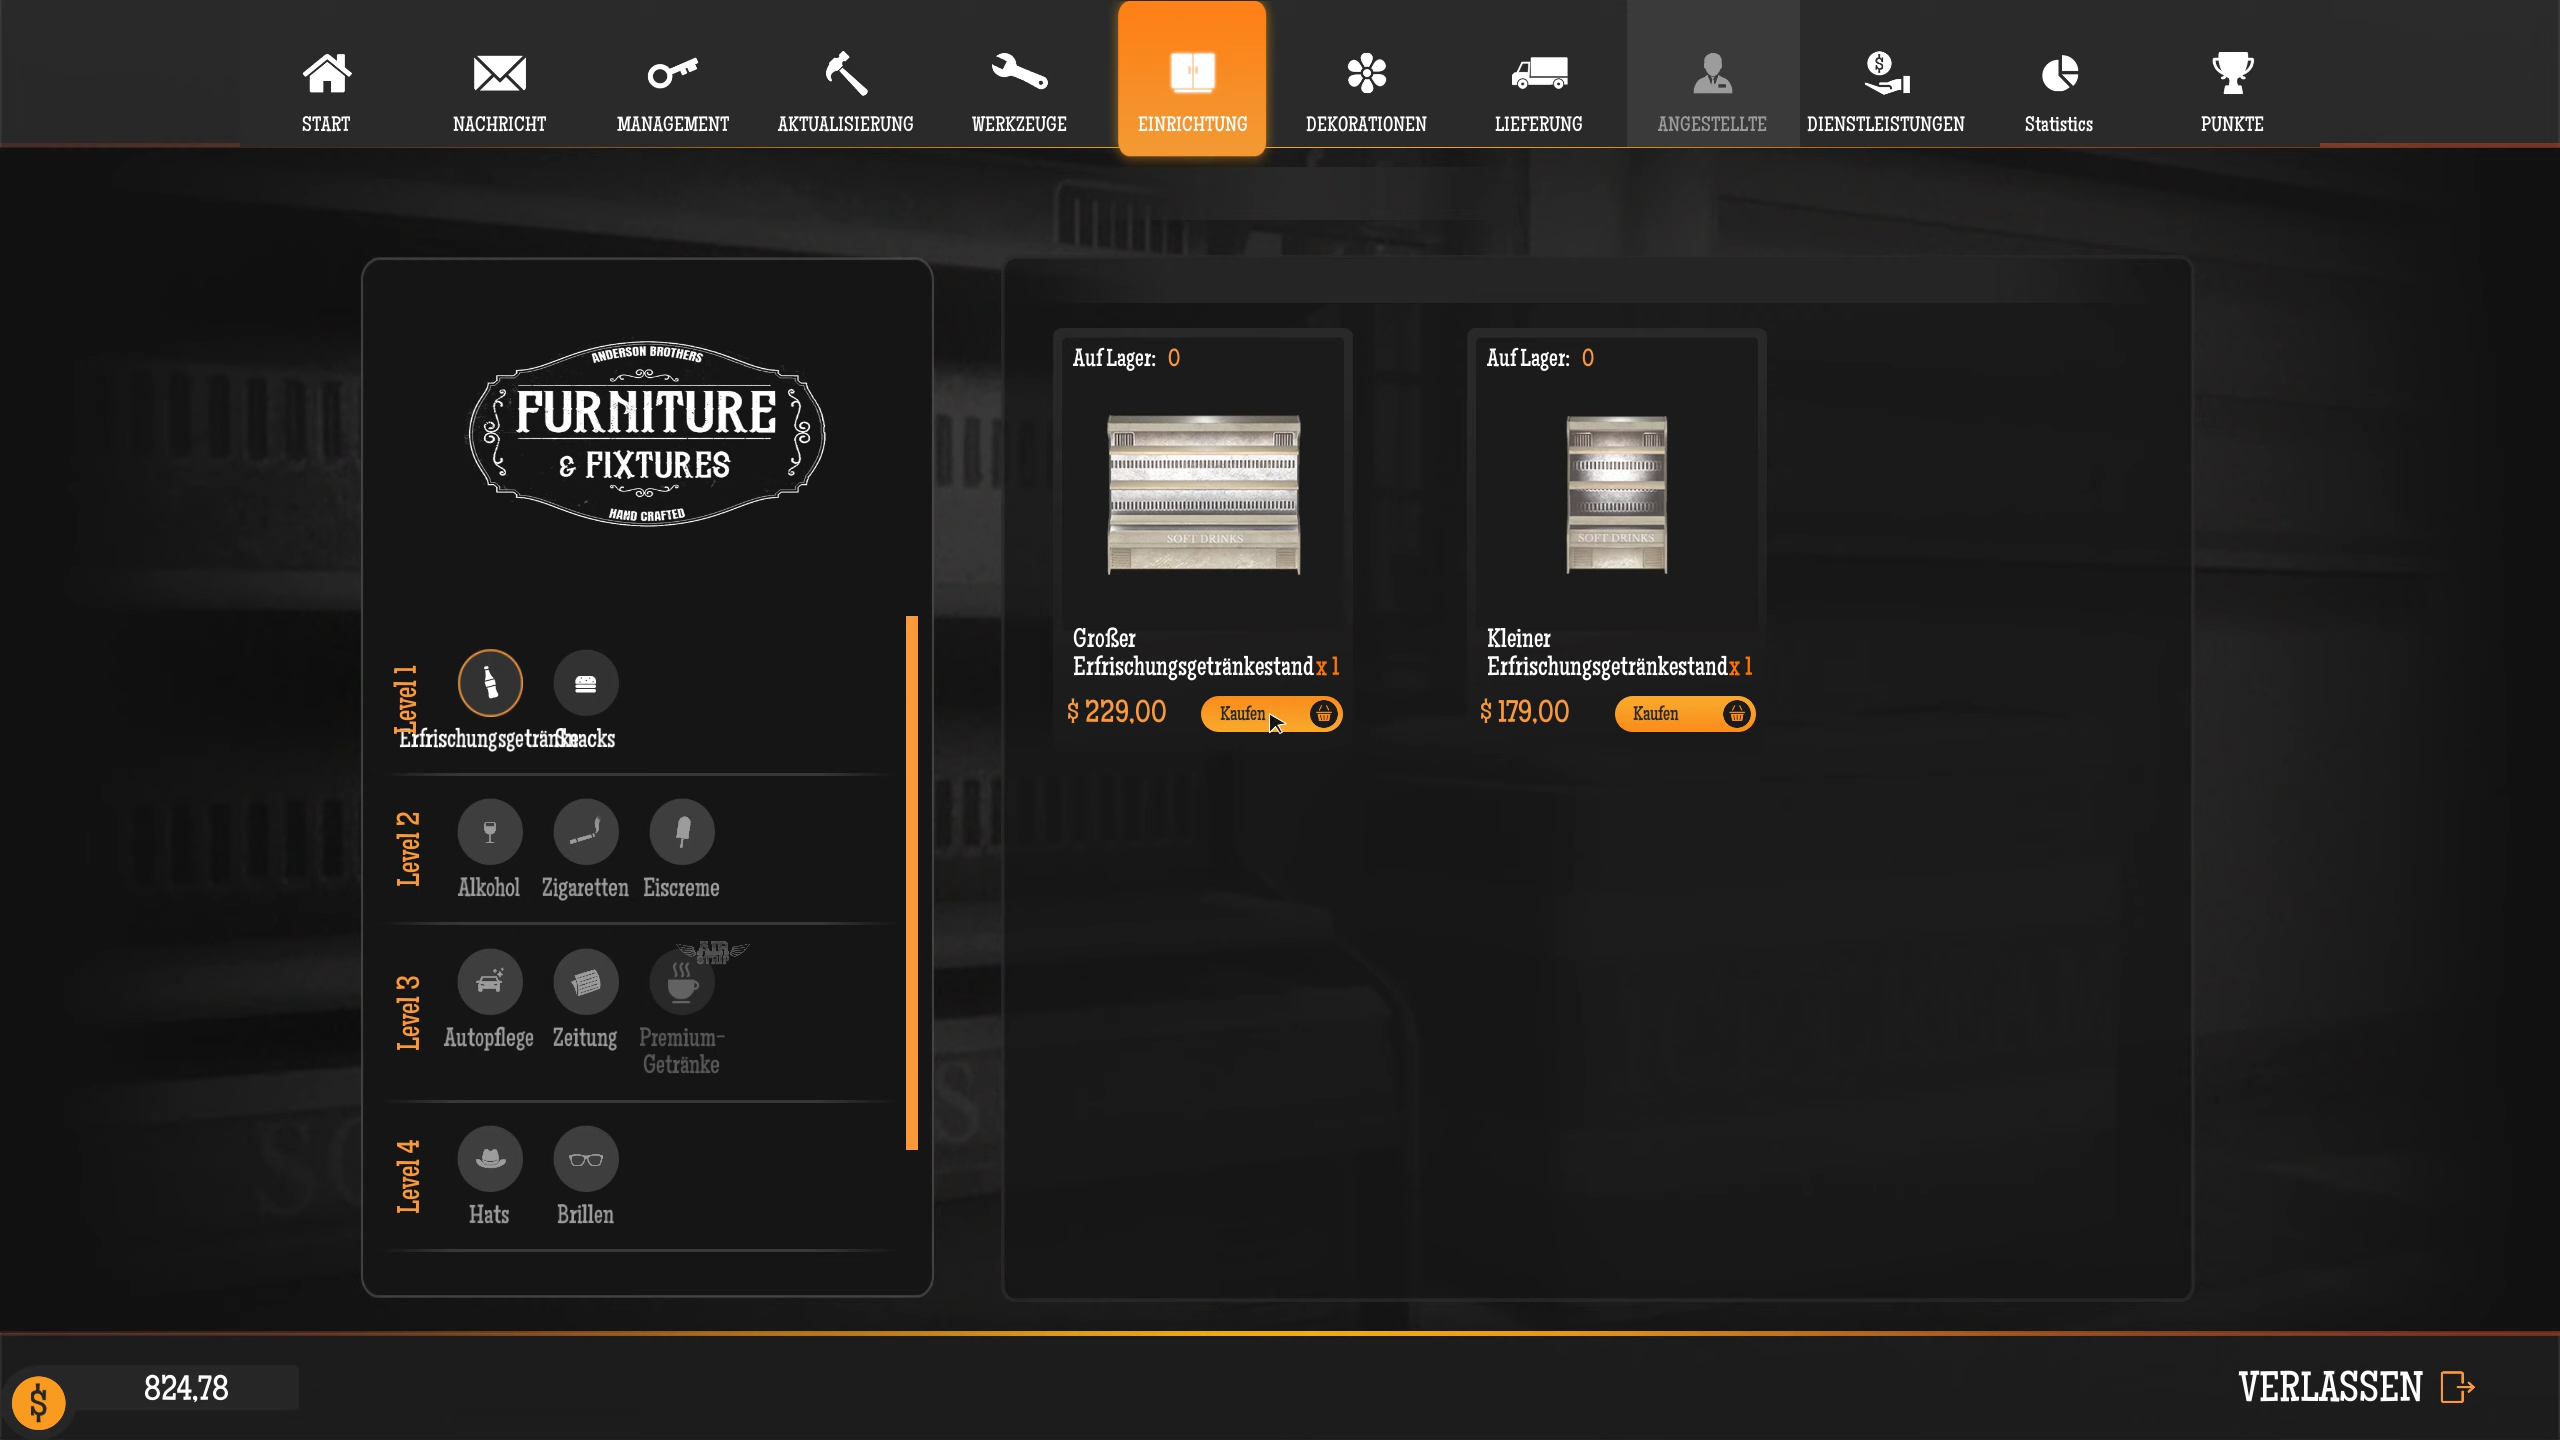 START
NACHRICHT
MANAGEMENT
AKTUALISIERUNG
WERKZEUGE
EINRICHTUNG
DEKORATIONEN
LIEFERUNG
ANGESTELLTE
DIENSTLEISTUNGEN
Statistics
PUNKTE
ANDERSON BROTHERS
FURNITURE
& FIXTURES
HAND CRAFTED
Level 1
Erfrischungsgetränke
Snacks
Level 2
Alkohol
Zigaretten
Eiscreme
Level 3
Autopflege
Zeitung
AIR
STRIP
Premium-
Getränke
Level 4
Hats
Brillen
Auf Lager: 0
SOFT DRINKS
Großer
Erfrischungsgetränkestand x 1
$ 229,00
Kaufen
Auf Lager: 0
SOFT DRINKS
Kleiner
Erfrischungsgetränkestand x 1
$ 179,00
Kaufen
$ 824,78
VERLASSEN